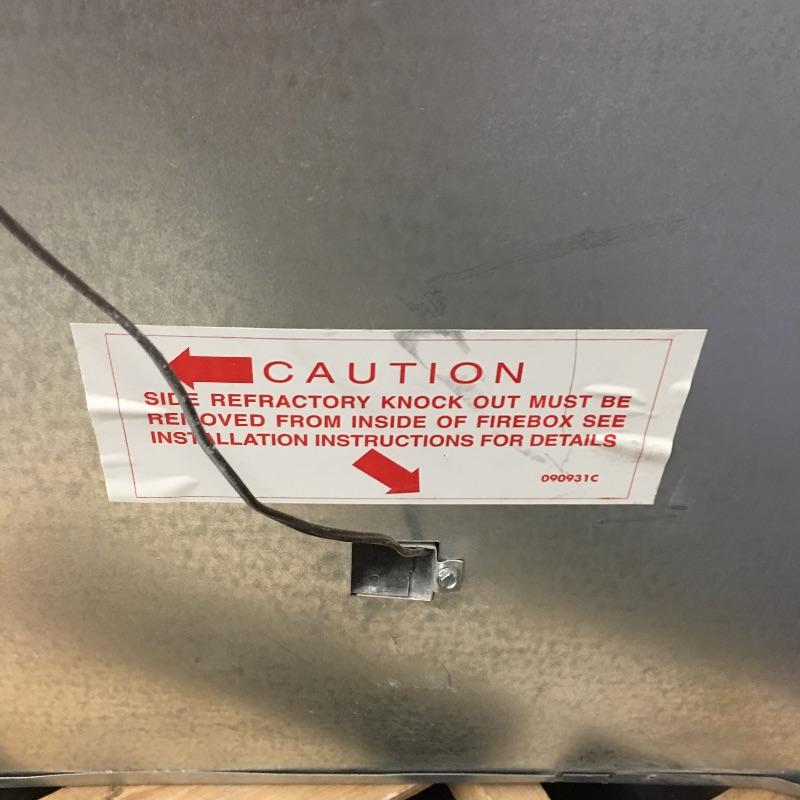 CAUTION
SIDE REFRACTORY KNOCK OUT MUST BE
REMOVED FROM INSIDE OF FIREBOX SEE
INSTALLATION INSTRUCTIONS FOR DETAILS
090931C